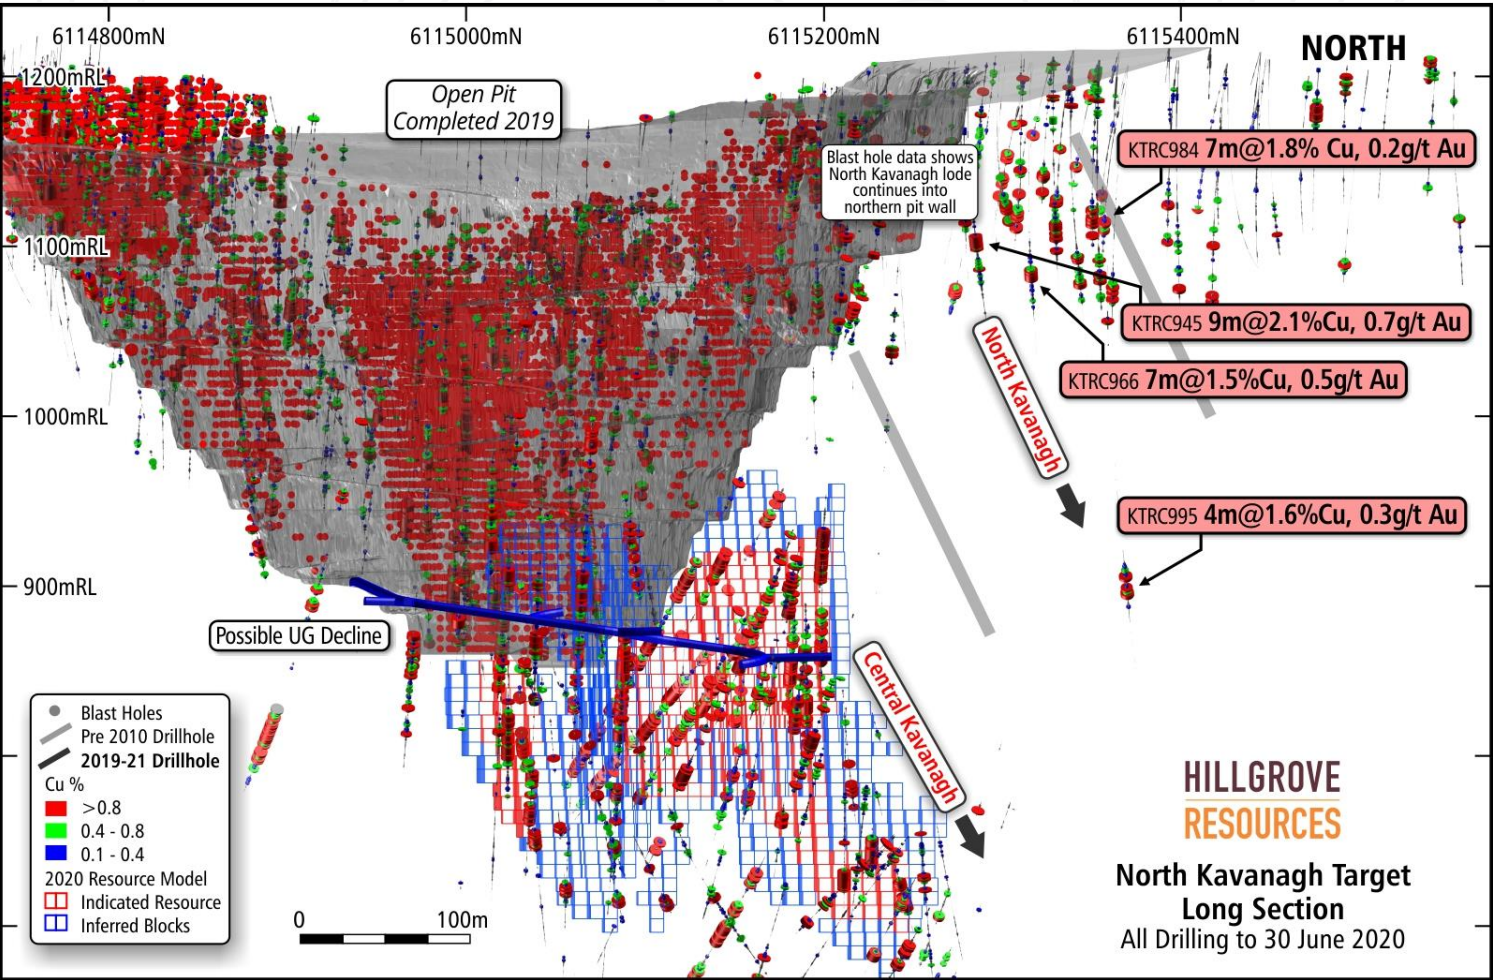 6114800mN
6115000mN
6115200mN
6115400mN
NORTH
1200mRL
1100mRL
1000mRL
900mRL
Open Pit
Completed 2019
Blast hole data shows
North Kavanagh lode
continues into
northern pit wall
KTRC984 7m@1.8% Cu, 0.2g/t Au
KTRC945 9m@2.1%Cu, 0.7g/t Au
KTRC966 7m@1.5%Cu, 0.5g/t Au
North Kavanagh
KTRC995 4m@1.6%Cu, 0.3g/t Au
Possible UG Decline
Central Kavanagh
Blast Holes
Pre 2010 Drillhole
2019-21 Drillhole
Cu %
>0.8
0.4 - 0.8
0.1 - 0.4
2020 Resource Model
Indicated Resource
Inferred Blocks
0 100m
HILLGROVE
RESOURCES
North Kavanagh Target
Long Section
All Drilling to 30 June 2020